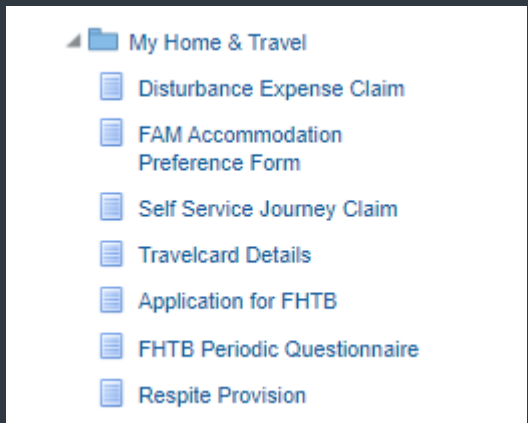 My Home & Travel
Disturbance Expense Claim
FAM Accommodation
Preference Form
Self Service Journey Claim
Travelcard Details
Application for FHTB
FHTB Periodic Questionnaire
Respite Provision